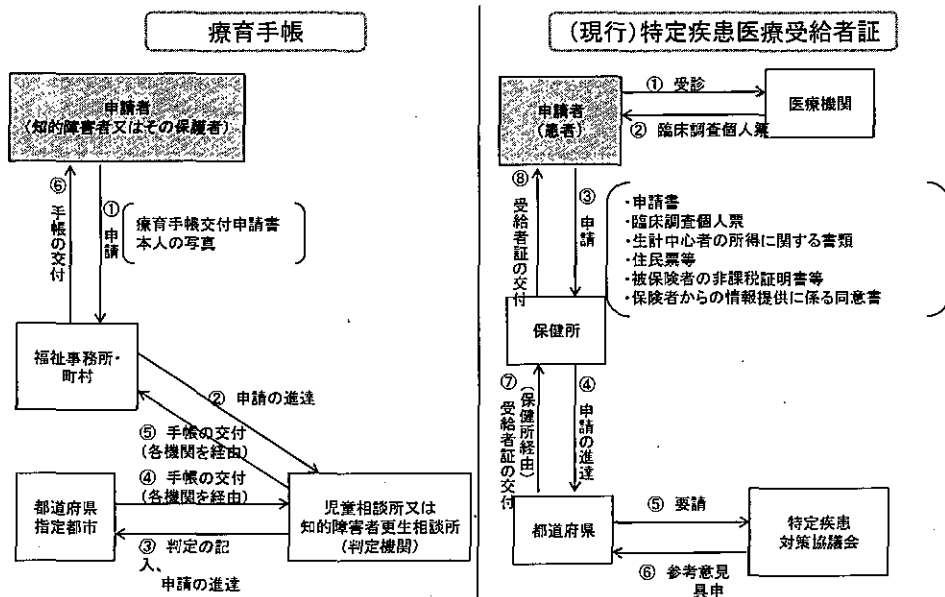 療育手帳
申請者
(知的障害者又はその保護者)
⑥ 手帳の交付
① 申請
療育手帳交付申請書
本人の写真
福祉事務所・
町村
② 申請の進達
⑤ 手帳の交付
(各機関を経由)
④ 手帳の交付
(各機関を経由)
都道府県
指定都市
児童相談所又は
知的障害者更生相談所
(判定機関)
③ 判定の記
入、
申請の進達
(現行)特定疾患医療受給者証
申請者
(患者)
① 受診
医療機関
② 臨床調査個人票
⑧ 受給者証の交付
③ 申請
・申請書
・臨床調査個人票
・生計中心者の所得に関する書類
・住民票等
・被保険者の非課税証明書等
・保険者からの情報提供に係る同意書
保健所
⑦ 受給者証の交付
(保健所経由)
④ 申請の進達
都道府県
⑤ 要請
特定疾患
対策協議会
⑥ 参考意見
具申